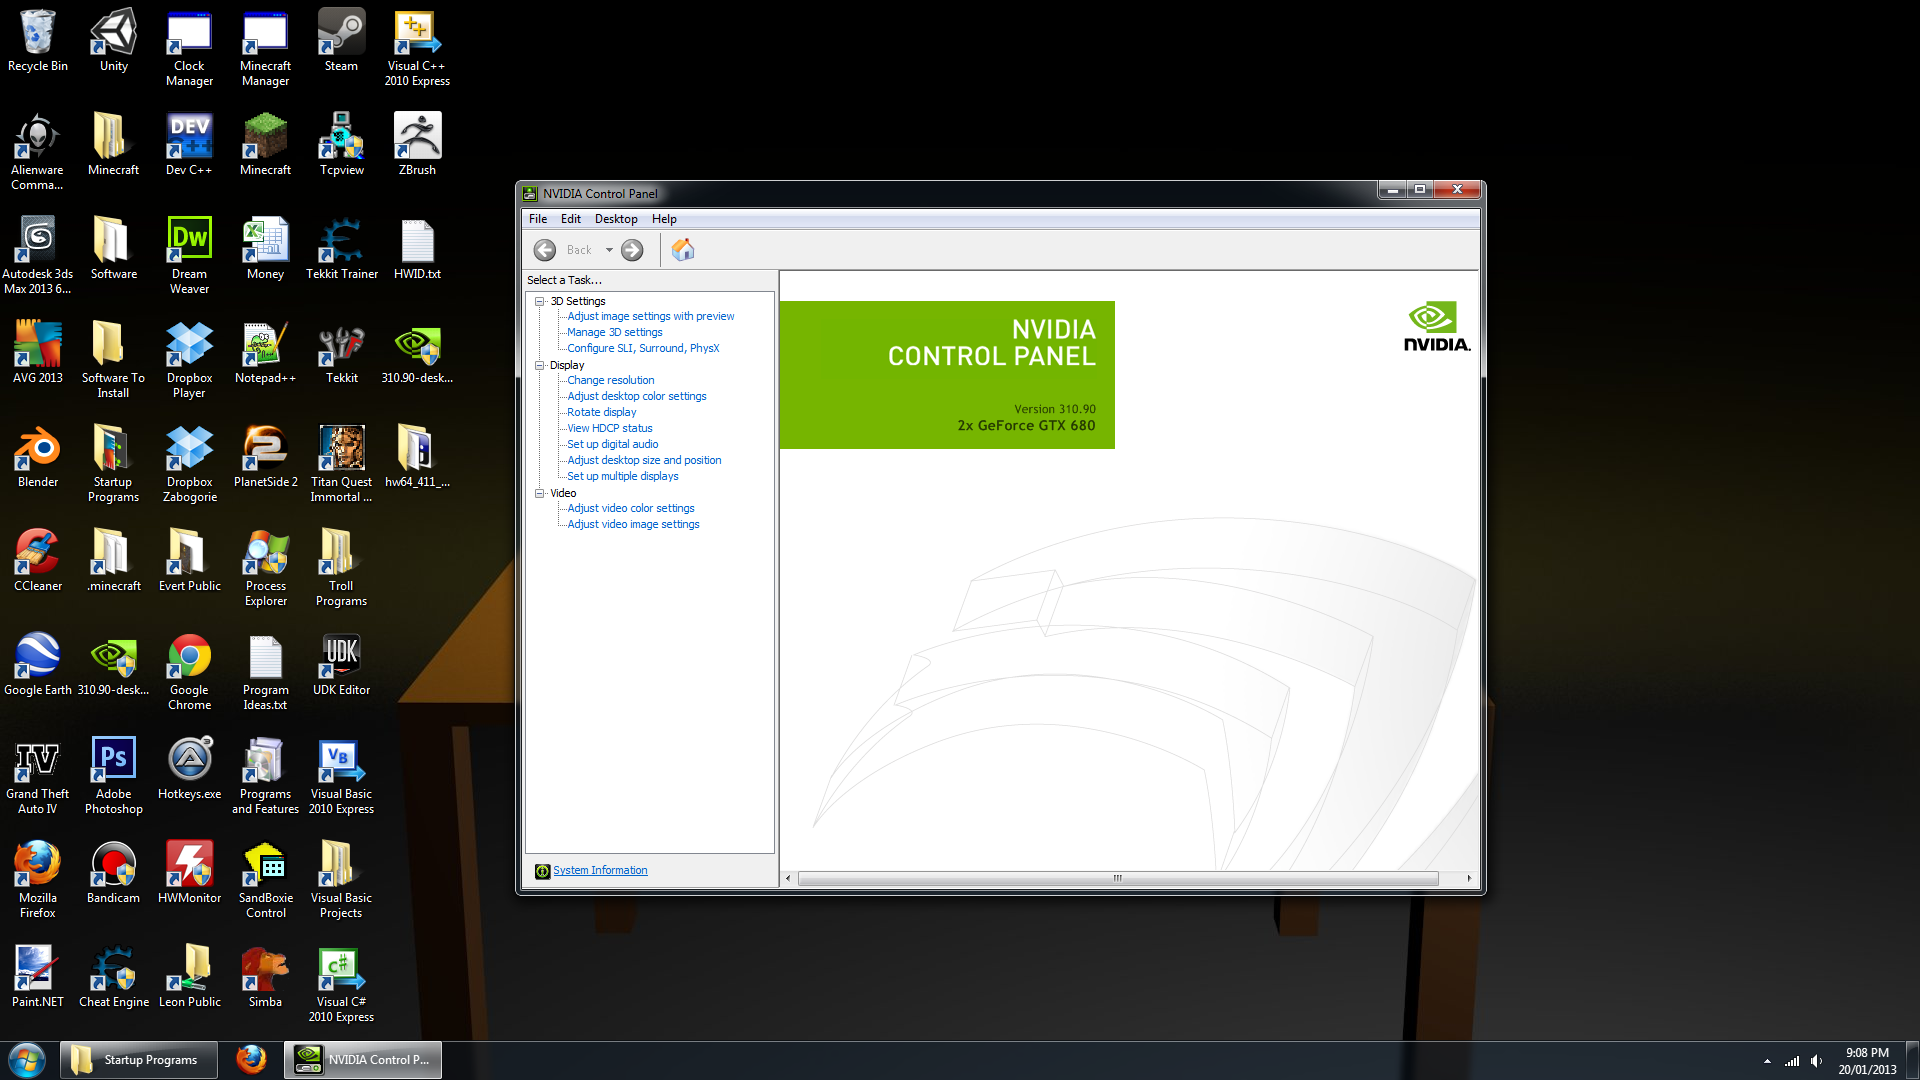 Recycle Bin
Unity
Clock
Manager
Minecraft
Manager
Steam
Visual C++
2010 Express
Alienware
Comma...
Minecraft
DEV
C++
Dev C++
Minecraft
Tcpview
ZBrush
Autodesk 3ds
Max 2013 6...
Software
Dw
Dream
Weaver
Money
Tekkit Trainer
HWID.txt
AVG 2013
Software To
Install
Dropbox
Player
Notepad++
Tekkit
310.90-desk...
Blender
Startup
Programs
Dropbox
Zabogorie
2
PlanetSide 2
Titan Quest
Immortal ...
hw64_411_...
CCleaner
.minecraft
Evert Public
Process
Explorer
Troll
Programs
Google Earth
310.90-desk...
Google
Chrome
Program
Ideas.txt
UDK
UDK Editor
IV
Grand Theft
Auto IV
Ps
Adobe
Photoshop
Hotkeys.exe
Programs
and Features
VB
Visual Basic
2010 Express
Mozilla
Firefox
Bandicam
HWMonitor
SandBoxie
Control
Visual Basic
Projects
Paint.NET
Cheat Engine
Leon Public
Simba
C#
Visual C#
2010 Express
NVIDIA Control Panel
File Edit Desktop Help
Back
Select a Task...
3D Settings
Adjust image settings with preview
Manage 3D settings
Configure SLI, Surround, PhysX
Display
Change resolution
Adjust desktop color settings
Rotate display
View HDCP status
Set up digital audio
Adjust desktop size and position
Set up multiple displays
Video
Adjust video color settings
Adjust video image settings
System Information
NVIDIA
CONTROL PANEL
Version 310.90
2x GeForce GTX 680
NVIDIA.
Startup Programs
NVIDIA Control P...
9:08 PM
20/01/2013